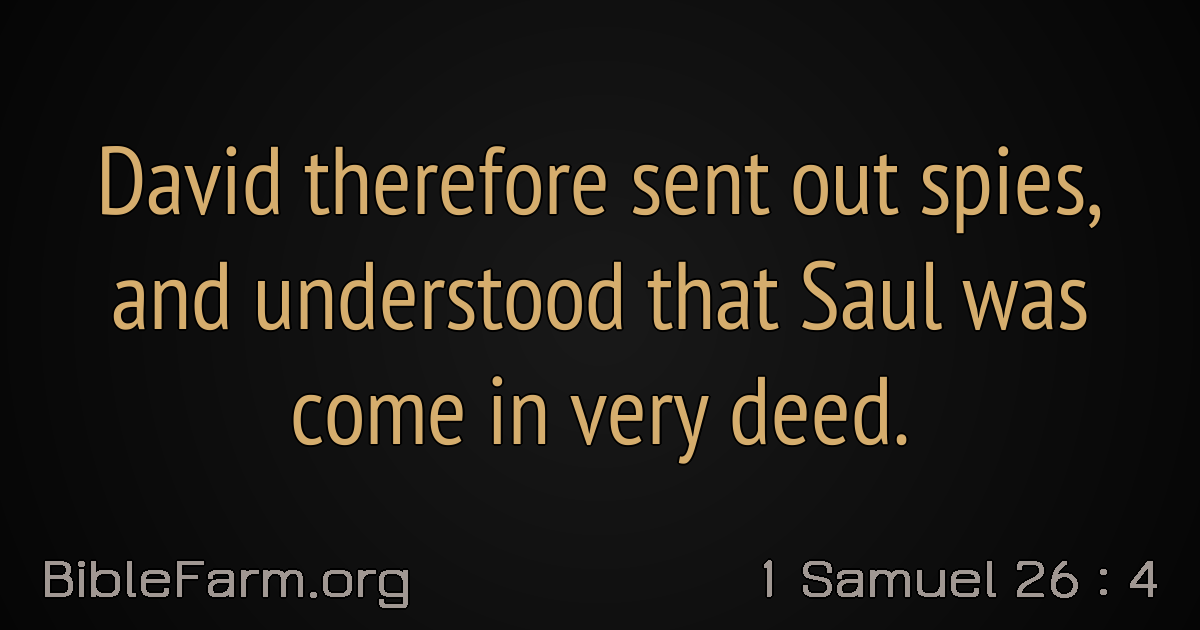 David therefore sent out spies,
and understood that Saul was
come in very deed.
BibleFarm.org
1 Samuel 26 : 4